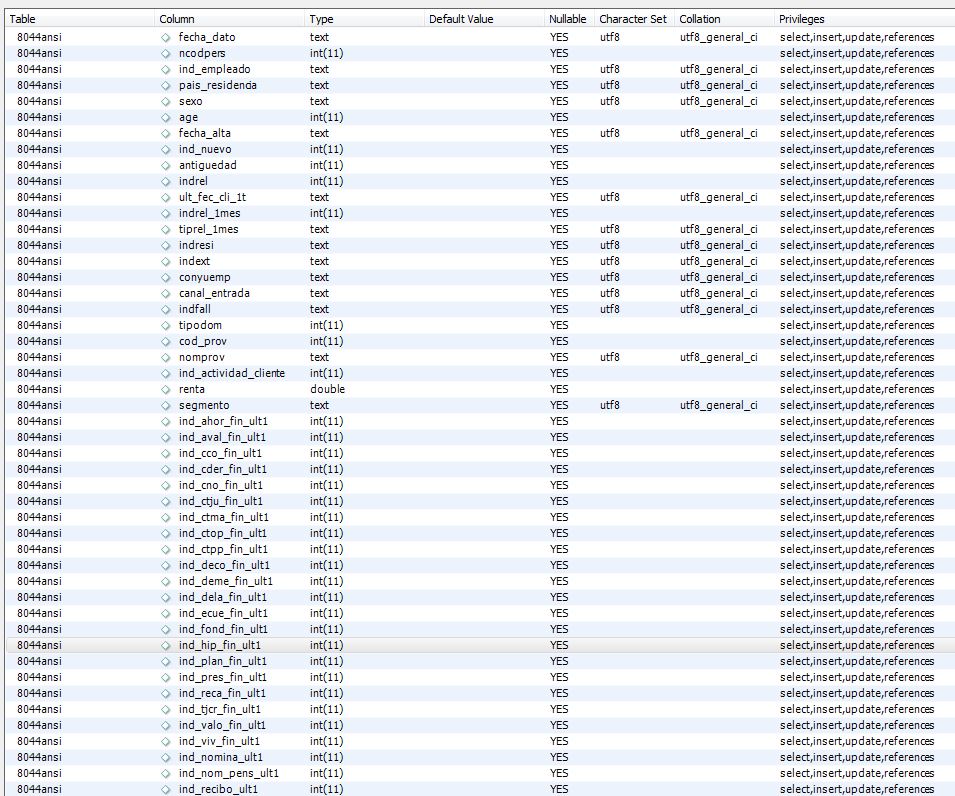 Table Column Type Default Value Nullable Character Set Collation Privileges
8044ansi fecha_dato text YES utf8 utf8_general_ci select,insert,update,references
8044ansi ncodpers int(11) YES select,insert,update,references
8044ansi ind_empleado text YES utf8 utf8_general_ci select,insert,update,references
8044ansi pais_residencia text YES utf8 utf8_general_ci select,insert,update,references
8044ansi sexo text YES utf8 utf8_general_ci select,insert,update,references
8044ansi age int(11) YES select,insert,update,references
8044ansi fecha_alta text YES utf8 utf8_general_ci select,insert,update,references
8044ansi ind_nuevo int(11) YES select,insert,update,references
8044ansi antiguedad int(11) YES select,insert,update,references
8044ansi indrel int(11) YES select,insert,update,references
8044ansi ult_fec_cli_1t text YES utf8 utf8_general_ci select,insert,update,references
8044ansi indrel_1mes int(11) YES select,insert,update,references
8044ansi tiprel_1mes text YES utf8 utf8_general_ci select,insert,update,references
8044ansi indresi text YES utf8 utf8_general_ci select,insert,update,references
8044ansi indext text YES utf8 utf8_general_ci select,insert,update,references
8044ansi conyuemp text YES utf8 utf8_general_ci select,insert,update,references
8044ansi canal_entrada text YES utf8 utf8_general_ci select,insert,update,references
8044ansi indfall text YES utf8 utf8_general_ci select,insert,update,references
8044ansi tipodom int(11) YES select,insert,update,references
8044ansi cod_prov int(11) YES select,insert,update,references
8044ansi nomprov text YES utf8 utf8_general_ci select,insert,update,references
8044ansi ind_actividad_cliente int(11) YES select,insert,update,references
8044ansi renta double YES select,insert,update,references
8044ansi segmento text YES utf8 utf8_general_ci select,insert,update,references
8044ansi ind_ahor_fin_ult1 int(11) YES select,insert,update,references
8044ansi ind_aval_fin_ult1 int(11) YES select,insert,update,references
8044ansi ind_cco_fin_ult1 int(11) YES select,insert,update,references
8044ansi ind_cder_fin_ult1 int(11) YES select,insert,update,references
8044ansi ind_cno_fin_ult1 int(11) YES select,insert,update,references
8044ansi ind_ctju_fin_ult1 int(11) YES select,insert,update,references
8044ansi ind_ctma_fin_ult1 int(11) YES select,insert,update,references
8044ansi ind_ctop_fin_ult1 int(11) YES select,insert,update,references
8044ansi ind_ctpp_fin_ult1 int(11) YES select,insert,update,references
8044ansi ind_deco_fin_ult1 int(11) YES select,insert,update,references
8044ansi ind_deme_fin_ult1 int(11) YES select,insert,update,references
8044ansi ind_dela_fin_ult1 int(11) YES select,insert,update,references
8044ansi ind_ecue_fin_ult1 int(11) YES select,insert,update,references
8044ansi ind_fond_fin_ult1 int(11) YES select,insert,update,references
8044ansi ind_hip_fin_ult1 int(11) YES select,insert,update,references
8044ansi ind_plan_fin_ult1 int(11) YES select,insert,update,references
8044ansi ind_pres_fin_ult1 int(11) YES select,insert,update,references
8044ansi ind_reca_fin_ult1 int(11) YES select,insert,update,references
8044ansi ind_tjcr_fin_ult1 int(11) YES select,insert,update,references
8044ansi ind_valo_fin_ult1 int(11) YES select,insert,update,references
8044ansi ind_viv_fin_ult1 int(11) YES select,insert,update,references
8044ansi ind_nomina_ult1 int(11) YES select,insert,update,references
8044ansi ind_nom_pens_ult1 int(11) YES select,insert,update,references
8044ansi ind_recibo_ult1 int(11) YES select,insert,update,references